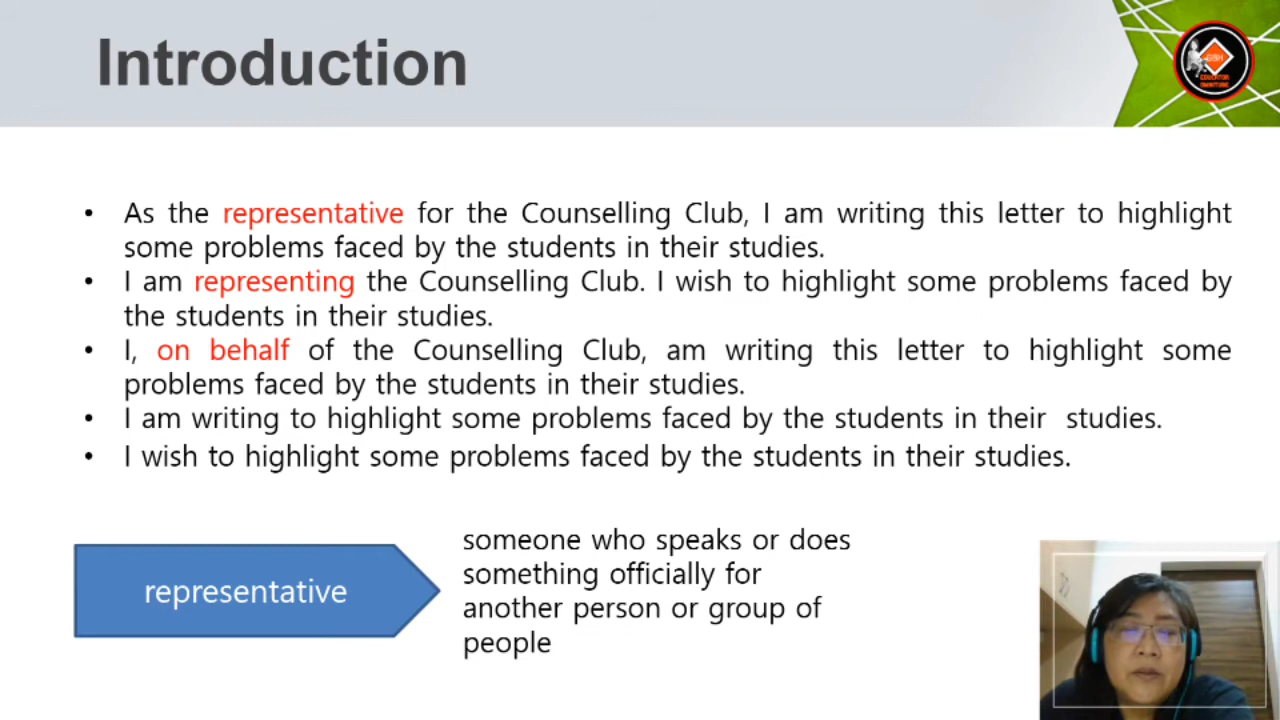 Introduction
• As the representative for the Counselling Club, I am writing this letter to highlight
some problems faced by the students in their studies.
• I am representing the Counselling Club. I wish to highlight some problems faced by
the students in their studies.
• I, on behalf of the Counselling Club, am writing this letter to highlight some
problems faced by the students in their studies.
• I am writing to highlight some problems faced by the students in their studies.
• I wish to highlight some problems faced by the students in their studies.
representative
someone who speaks or does
something officially for
another person or group of
people